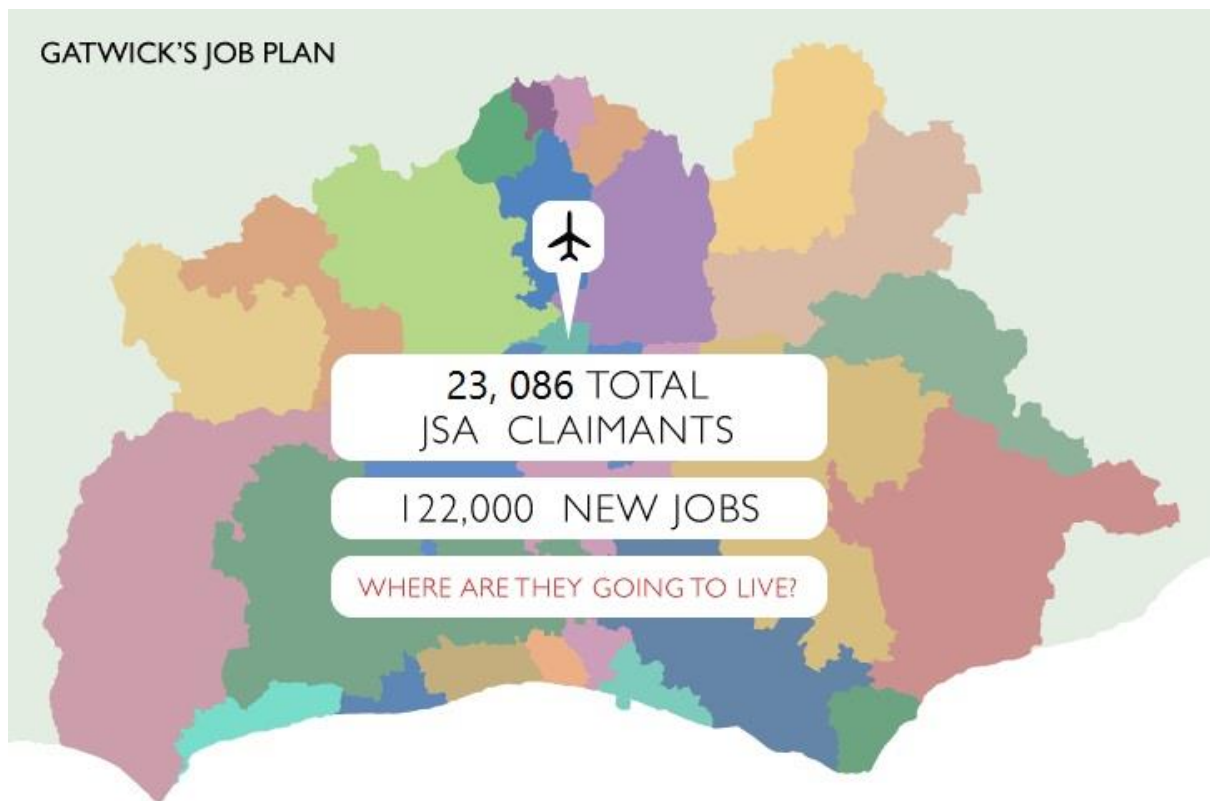 GATWICK'S JOB PLAN
23, 086 TOTAL
JSA CLAIMANTS
122,000 NEW JOBS
WHERE ARE THEY GOING TO LIVE?